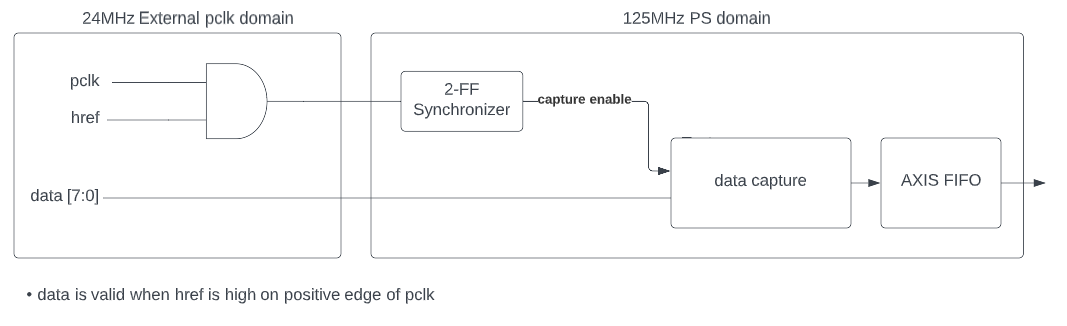 24MHz External pclk domain
125MHz PS domain
pclk
href
2-FF
Synchronizer
capture enable
data capture
AXIS FIFO
data [7:0]
• data is valid when href is high on positive edge of pclk